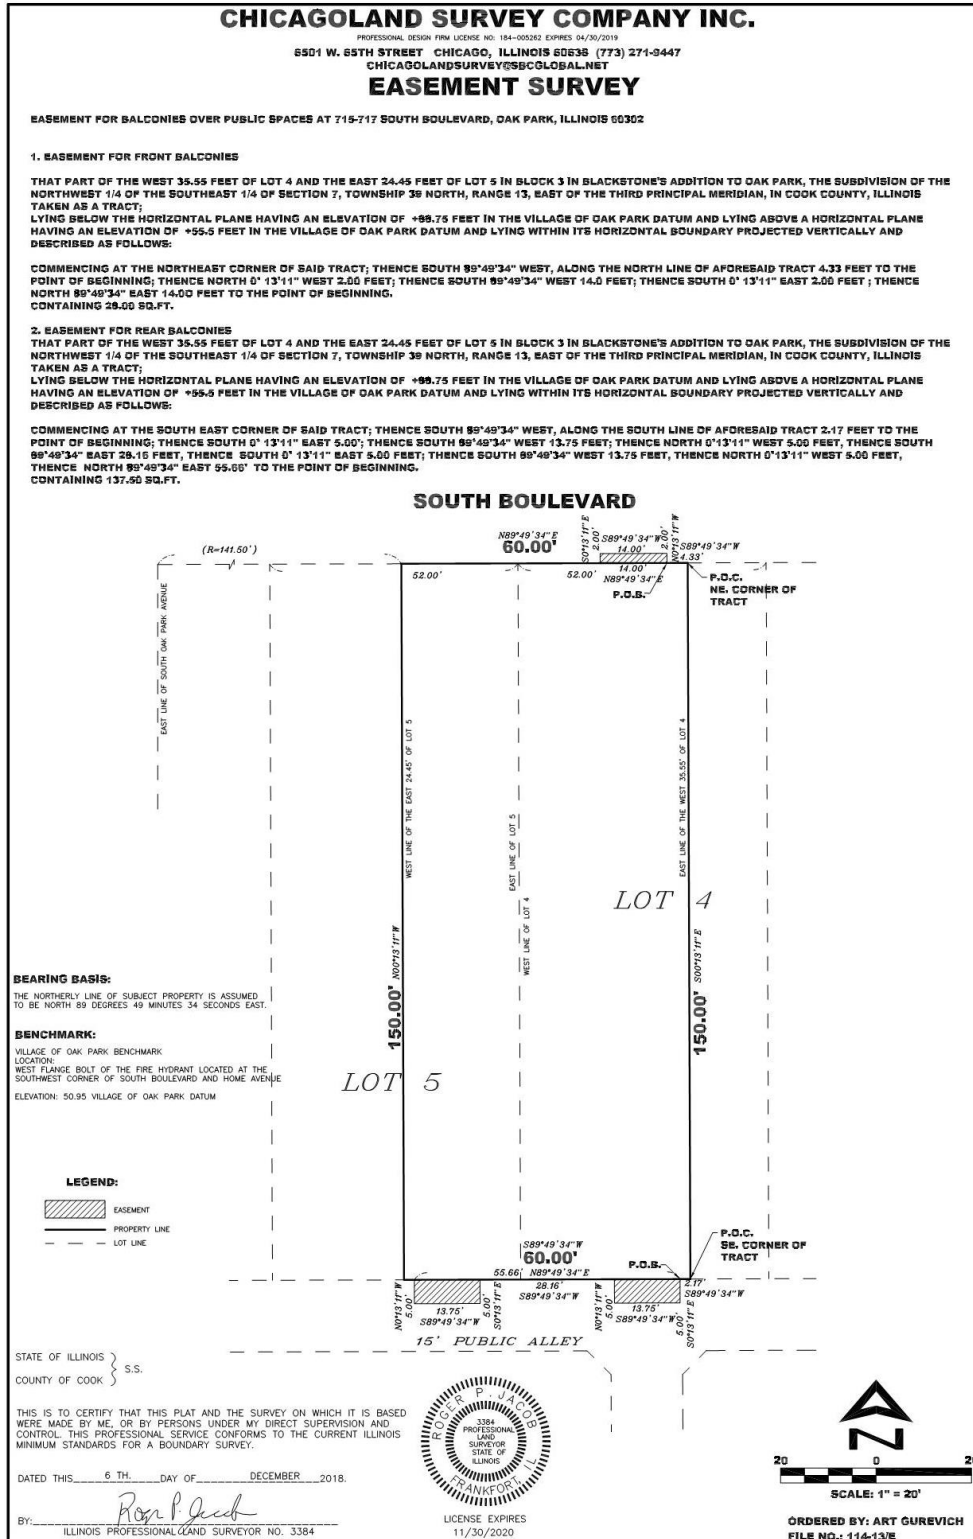 CHICAGOLAND SURVEY COMPANY INC.
PROFESSIONAL DESIGN FIRM LICENSE NO: 184-005262 EXPIRES 04/30/2019
6501 W. 65TH STREET CHICAGO, ILLINOIS 60638 (773) 271-9447
CHICAGOLANDSURVEY@SBCGLOBAL.NET
EASEMENT SURVEY
EASEMENT FOR BALCONIES OVER PUBLIC SPACES AT 715-717 SOUTH BOULEVARD, OAK PARK, ILLINOIS 60302
1. EASEMENT FOR FRONT BALCONIES
THAT PART OF THE WEST 35.55 FEET OF LOT 4 AND THE EAST 24.45 FEET OF LOT 5 IN BLOCK 3 IN BLACKSTONE'S ADDITION TO OAK PARK, THE SUBDIVISION OF THE
NORTHWEST 1/4 OF THE SOUTHEAST 1/4 OF SECTION 7, TOWNSHIP 39 NORTH, RANGE 13, EAST OF THE THIRD PRINCIPAL MERIDIAN, IN COOK COUNTY, ILLINOIS
TAKEN AS A TRACT;
LYING BELOW THE HORIZONTAL PLANE HAVING AN ELEVATION OF FEET IN THE VILLAGE OF OAK PARK DATUM AND LYING ABOVE A HORIZONTAL PLANE
HAVING AN ELEVATION OF +55.5 FEET IN THE VILLAGE OF OAK PARK DATUM AND LYING WITHIN ITS HORIZONTAL BOUNDARY PROJECTED VERTICALLY AND
DESCRIBED AS FOLLOWS:
COMMENCING AT THE NORTHEAST CORNER OF SAID TRACT; THENCE SOUTH 89°49'34" WEST, ALONG THE NORTH LINE OF AFORESAID TRACT 4.33 FEET TO THE
POINT OF BEGINNING; THENCE NORTH 0° 13'11" WEST 2.00 FEET; THENCE SOUTH 89°49'34" WEST 14.0 FEET; THENCE SOUTH 0° 13'11" EAST 2.00 FEET ; THENCE
NORTH 89°49'34" EAST 14.00 FEET TO THE POINT OF BEGINNING.
CONTAINING 28.00 SQ.FT.
2. EASEMENT FOR REAR BALCONIES
THAT PART OF THE WEST 35.55 FEET OF LOT 4 AND THE EAST 24.45 FEET OF LOT 5 IN BLOCK 3 IN BLACKSTONE'S ADDITION TO OAK PARK, THE SUBDIVISION OF THE
NORTHWEST 1/4 OF THE SOUTHEAST 1/4 OF SECTION 7, TOWNSHIP 39 NORTH, RANGE 13, EAST OF THE THIRD PRINCIPAL MERIDIAN, IN COOK COUNTY, ILLINOIS
TAKEN AS A TRACT;
LYING BELOW THE HORIZONTAL PLANE HAVING AN ELEVATION OF FEET IN THE VILLAGE OF OAK PARK DATUM AND LYING ABOVE A HORIZONTAL PLANE
HAVING AN ELEVATION OF +55.5 FEET IN THE VILLAGE OF OAK PARK DATUM AND LYING WITHIN ITS HORIZONTAL BOUNDARY PROJECTED VERTICALLY AND
DESCRIBED AS FOLLOWS:
COMMENCING AT THE SOUTH EAST CORNER OF SAID TRACT; THENCE SOUTH 89°49'34" WEST, ALONG THE SOUTH LINE OF AFORESAID TRACT 2.17 FEET TO THE
POINT OF BEGINNING; THENCE SOUTH 0° 13'11" EAST 5.00'; THENCE SOUTH 89°49'34" WEST 13.75 FEET; THENCE NORTH 0°13'11" WEST 5.00 FEET, THENCE SOUTH
89°49'34" EAST 28.16 FEET, THENCE SOUTH 0° 13'11" EAST 5.00 FEET; THENCE SOUTH 89°49'34" WEST 13.75 FEET, THENCE NORTH 0°13'11" WEST 5.00 FEET,
THENCE NORTH 89°49'34" EAST 55.66' TO THE POINT OF BEGINNING.
CONTAINING 137.50 SQ.FT.
SOUTH BOULEVARD
(R=141.50')
N89°49'34"E
60.00'
S0°13'11"E
2.00'
S89°49'34"W
14.00'
2.00'
N0°13'11"W
S89°49'34"W
4.33'
52.00'
52.00'
14.00'
N89°49'34"E
P.O.B.
P.O.C.
NE. CORNER OF
TRACT
EAST LINE OF SOUTH OAK PARK AVENUE
WEST LINE OF THE EAST 24.45' OF LOT 5
EAST LINE OF LOT 5
WEST LINE OF LOT 4
EAST LINE OF THE WEST 35.55' OF LOT 4
LOT 4
150.00' N00°13'11"W
150.00' S00°13'11"E
LOT 5
BEARING BASIS:
THE NORTHERLY LINE OF SUBJECT PROPERTY IS ASSUMED
TO BE NORTH 89 DEGREES 49 MINUTES 34 SECONDS EAST.
BENCHMARK:
VILLAGE OF OAK PARK BENCHMARK
LOCATION:
WEST FLANGE BOLT OF THE FIRE HYDRANT LOCATED AT THE
SOUTHWEST CORNER OF SOUTH BOULEVARD AND HOME AVENUE
ELEVATION: 50.95 VILLAGE OF OAK PARK DATUM
LEGEND:
EASEMENT
PROPERTY LINE
LOT LINE
S89°49'34"W
60.00'
55.66' N89°49'34"E
28.16'
S89°49'34"W
P.O.B.
P.O.C.
SE. CORNER OF
TRACT
2.17'
S89°49'34"W
N0°13'11"W
5.00'
13.75'
S89°49'34"W
5.00'
S0°13'11"E
N0°13'11"W
5.00'
13.75'
S89°49'34"W
5.00'
S0°13'11"E
15' PUBLIC ALLEY
STATE OF ILLINOIS
COUNTY OF COOK
S.S.
THIS IS TO CERTIFY THAT THIS PLAT AND THE SURVEY ON WHICH IT IS BASED
WERE MADE BY ME, OR BY PERSONS UNDER MY DIRECT SUPERVISION AND
CONTROL. THIS PROFESSIONAL SERVICE CONFORMS TO THE CURRENT ILLINOIS
MINIMUM STANDARDS FOR A BOUNDARY SURVEY.
DATED THIS 6 TH. DAY OF DECEMBER 2018.
BY: Roger P. Jacob
ILLINOIS PROFESSIONAL LAND SURVEYOR NO. 3384
ROGER P. JACOB
3384
PROFESSIONAL
LAND
SURVEYOR
STATE OF
ILLINOIS
FRANKFORT, IL
LICENSE EXPIRES
11/30/2020
N
20 0 20
SCALE: 1" = 20'
ORDERED BY: ART GUREVICH
FILE NO.: 114-13/E